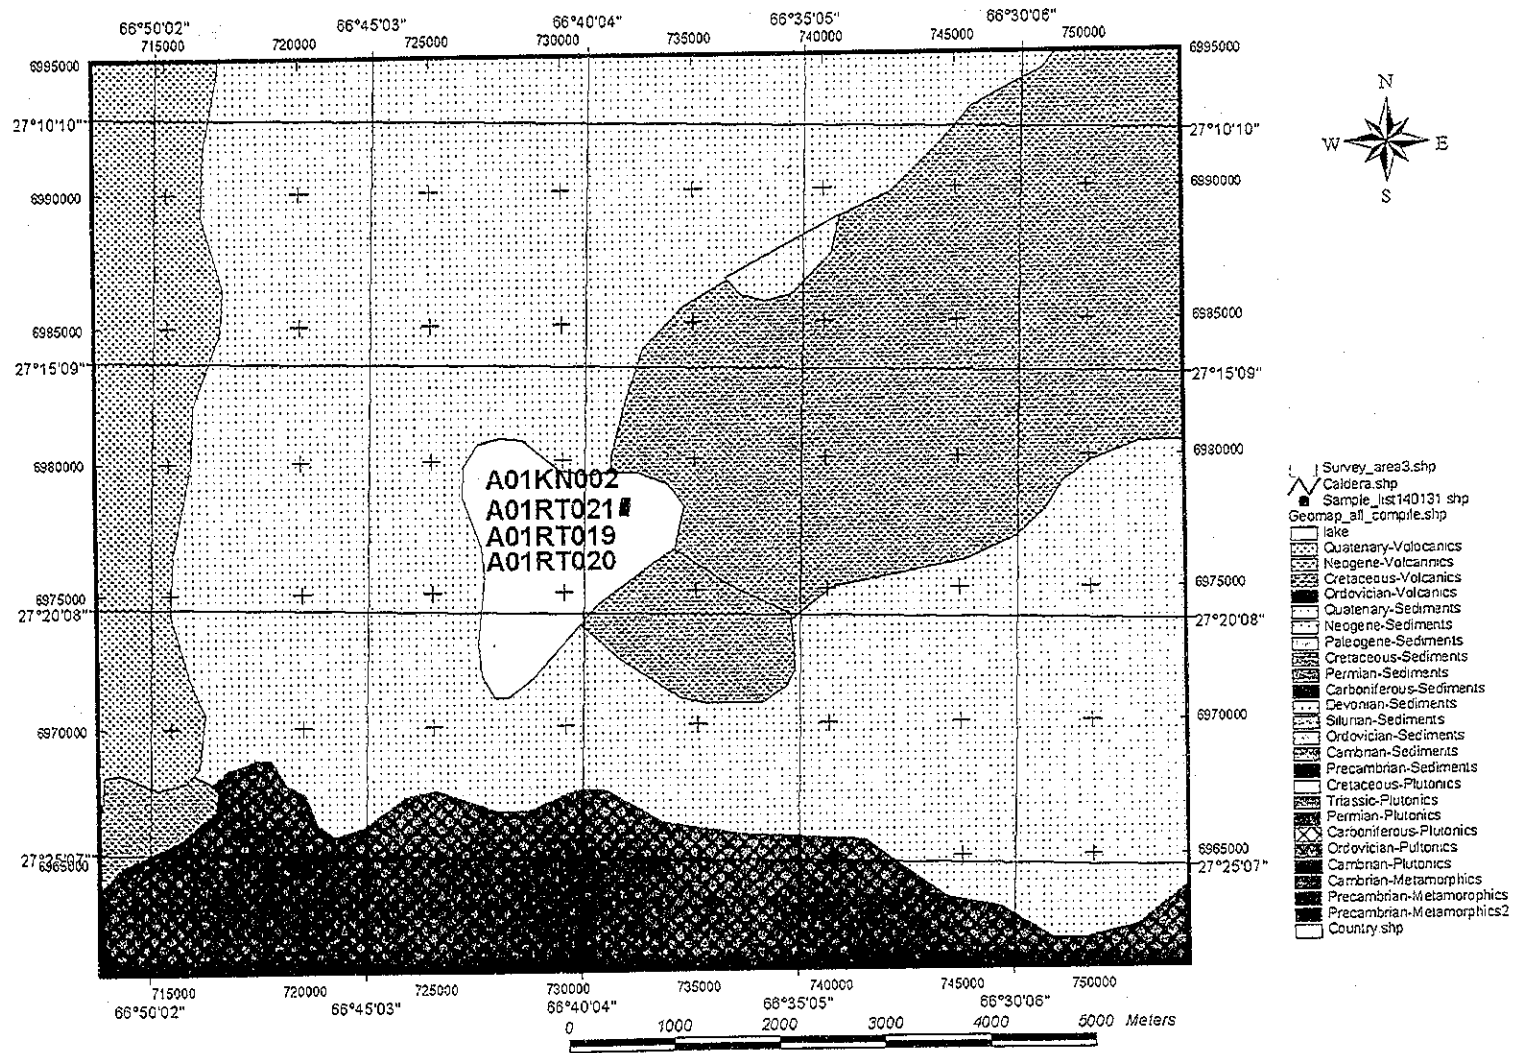 66°50'02" 66°45'03" 66°40'04" 66°35'05" 66°30'06"
715000 720000 725000 730000 735000 740000 745000 750000
6995000 6995000
27°10'10" 27°10'10"
6990000 6990000
6985000 6985000
27°15'09" 27°15'09"
6980000 6980000
A01KN002
A01RT021
A01RT019
A01RT020
6975000 6975000
27°20'08" 27°20'08"
6970000 6970000
6965000 6965000
27°25'07" 27°25'07"
715000 720000 725000 730000 735000 740000 745000 750000
66°50'02" 66°45'03" 66°40'04" 66°35'05" 66°30'06"
0 1000 2000 3000 4000 5000 Meters
N
W E
S
Survey_area3.shp
Caldera.shp
Sample_list140131 shp
Geomap_all_compile.shp
lake
Quaternary-Volocanics
Neogene-Volcannics
Cretaceous-Volcanics
Ordovician-Volcanics
Quaternary-Sediments
Neogene-Sediments
Paleogene-Sediments
Cretaceous-Sediments
Permian-Sediments
Carboniferous-Sediments
Devonian-Sediments
Silurian-Sediments
Ordovician-Sediments
Cambrian-Sediments
Precambrian-Sediments
Cretaceous-Plutonics
Triassic-Plutonics
Permian-Plutonics
Carboniferous-Plutonics
Ordovician-Pultonics
Cambrian-Plutonics
Cambrian-Metamorphics
Precambrian-Metamorophics
Precambrian-Metamorphics2
Country.shp